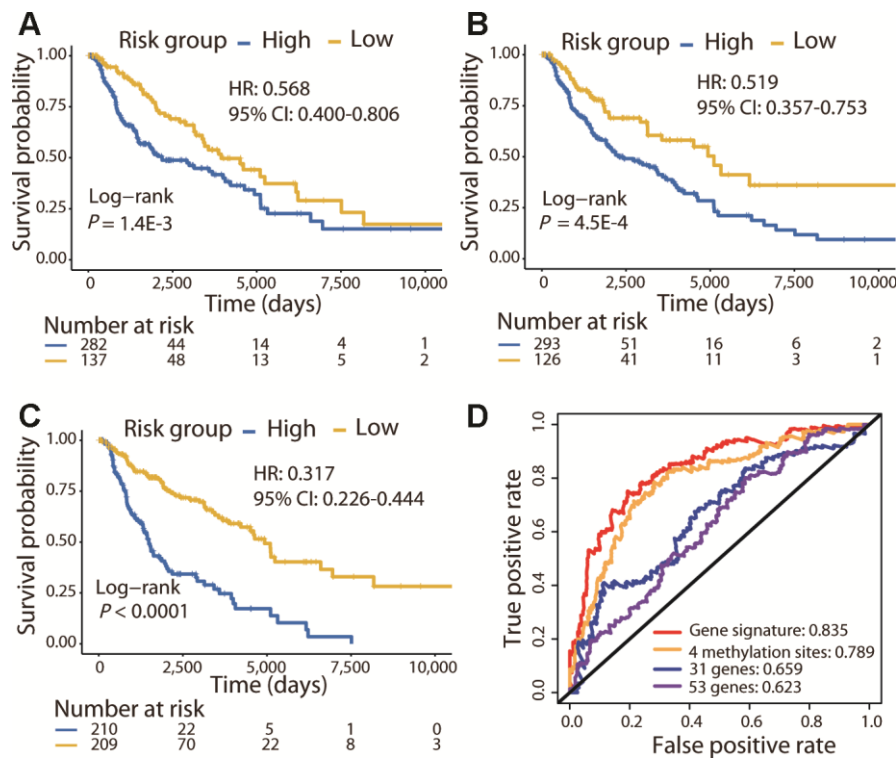 A
Risk group High Low
HR: 0.568
95% CI: 0.400-0.806
Log-rank
P = 1.4E-3
Survival probability
1.00
0.75
0.50
0.25
0.00
0 2,500 5,000 7,500 10,000
Time (days)
Number at risk
282 44 14 4 1
137 48 13 5 2
B
Risk group High Low
HR: 0.519
95% CI: 0.357-0.753
Log-rank
P = 4.5E-4
Survival probability
1.00
0.75
0.50
0.25
0.00
0 2,500 5,000 7,500 10,000
Time (days)
Number at risk
293 51 16 6 2
126 41 11 3 1
C
Risk group High Low
HR: 0.317
95% CI: 0.226-0.444
Log-rank
P < 0.0001
Survival probability
1.00
0.75
0.50
0.25
0.00
0 2,500 5,000 7,500 10,000
Time (days)
Number at risk
210 22 5 1 0
209 70 22 8 3
D
True positive rate
1.0
0.8
0.6
0.4
0.2
0.0
Gene signature: 0.835
4 methylation sites: 0.789
31 genes: 0.659
53 genes: 0.623
0.0 0.2 0.4 0.6 0.8 1.0
False positive rate